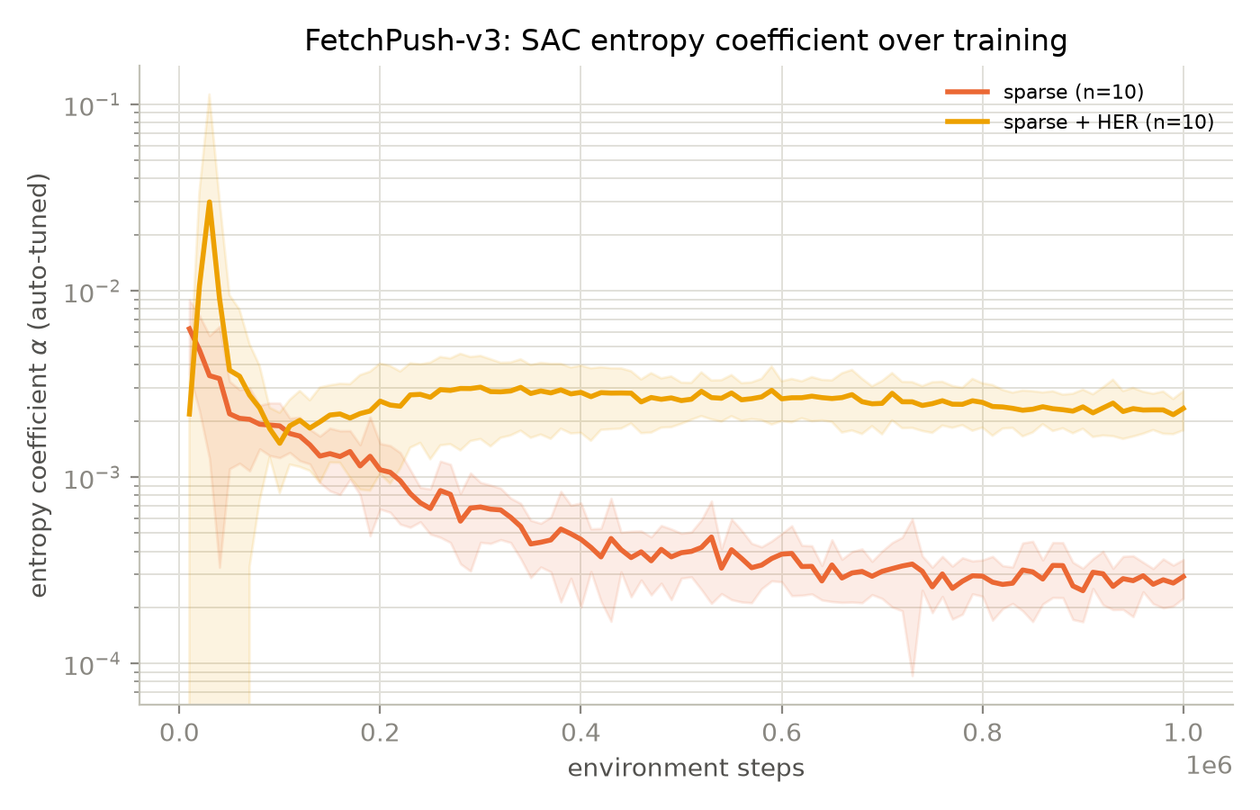 FetchPush-v3: SAC entropy coefficient over training
sparse (n=10)
sparse + HER (n=10)
entropy coefficient α (auto-tuned)
10⁻¹
10⁻²
10⁻³
10⁻⁴
0.0 0.2 0.4 0.6 0.8 1.0
1e6
environment steps